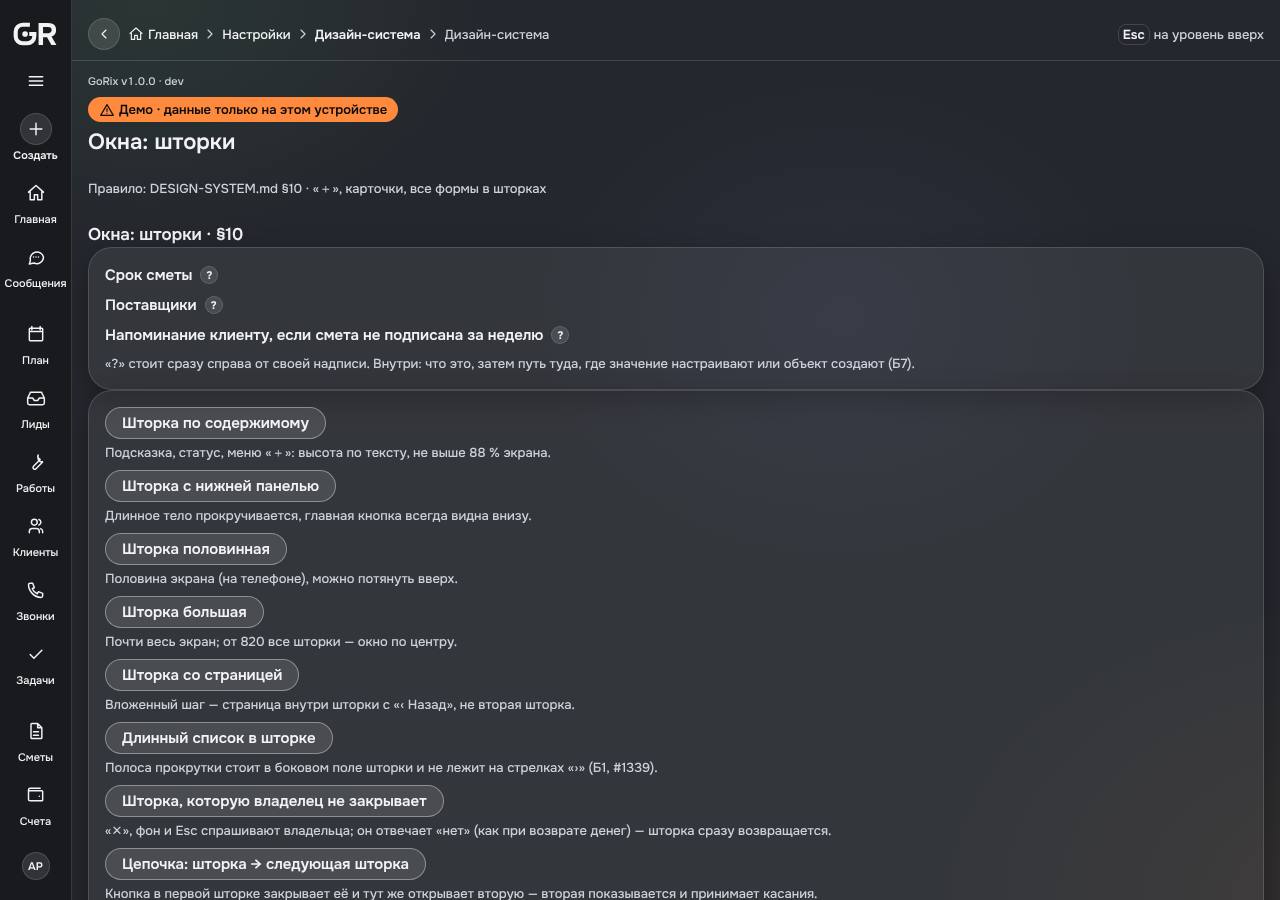 GR
Создать
Главная
Сообщения
План
Лиды
Работы
Клиенты
Звонки
Задачи
Сметы
Счета
AP
Главная > Настройки > Дизайн-система > Дизайн-система
Esc на уровень вверх
GoRix v1.0.0 · dev
Демо · данные только на этом устройстве
Окна: шторки
Правило: DESIGN-SYSTEM.md §10 · «+», карточки, все формы в шторках
Окна: шторки · §10
Срок сметы ?
Поставщики ?
Напоминание клиенту, если смета не подписана за неделю ?
«?» стоит сразу справа от своей надписи. Внутри: что это, затем путь туда, где значение настраивают или объект создают (Б7).
Шторка по содержимому
Подсказка, статус, меню «+»: высота по тексту, не выше 88 % экрана.
Шторка с нижней панелью
Длинное тело прокручивается, главная кнопка всегда видна внизу.
Шторка половинная
Половина экрана (на телефоне), можно потянуть вверх.
Шторка большая
Почти весь экран; от 820 все шторки — окно по центру.
Шторка со страницей
Вложенный шаг — страница внутри шторки с «‹ Назад», не вторая шторка.
Длинный список в шторке
Полоса прокрутки стоит в боковом поле шторки и не лежит на стрелках «›» (Б1, #1339).
Шторка, которую владелец не закрывает
«✕», фон и Esc спрашивают владельца; он отвечает «нет» (как при возврате денег) — шторка сразу возвращается.
Цепочка: шторка → следующая шторка
Кнопка в первой шторке закрывает её и тут же открывает вторую — вторая показывается и принимает касания.